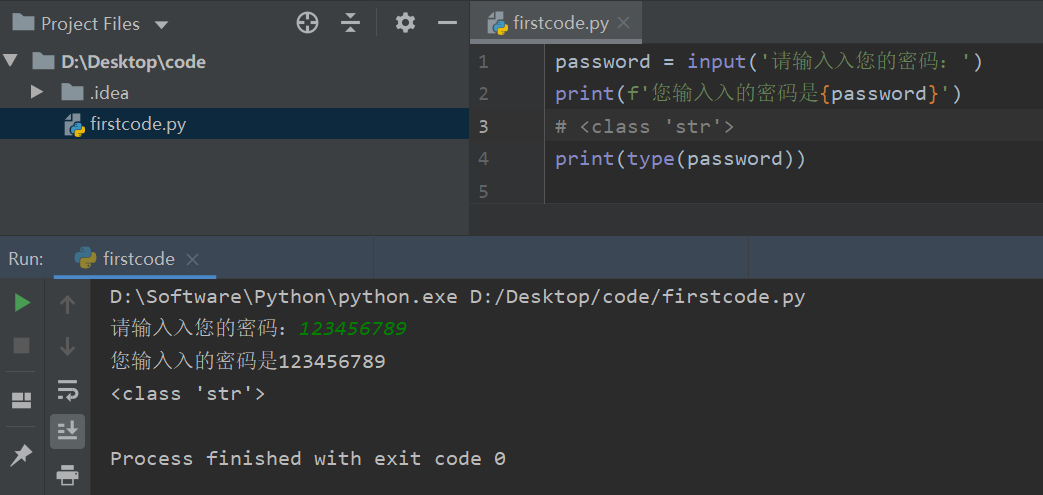 Project Files
D:\Desktop\code
.idea
firstcode.py
firstcode.py
1 password = input('请输入入您的密码：')
2 print(f'您输入入的密码是{password}')
3 # <class 'str'>
4 print(type(password))
5
Run: firstcode
D:\Software\Python\python.exe D:/Desktop/code/firstcode.py
请输入入您的密码：123456789
您输入入的密码是123456789
<class 'str'>
Process finished with exit code 0